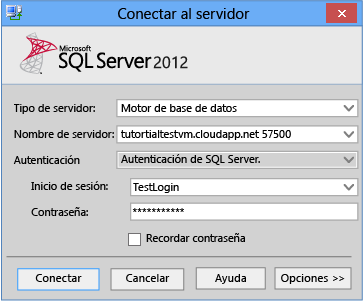 Conectar al servidor
Microsoft
SQL Server 2012
Tipo de servidor: Motor de base de datos
Nombre de servidor: tutortialtestvm.cloudapp.net 57500
Autenticación Autenticación de SQL Server.
Inicio de sesión: TestLogin
Contraseña: ***********
Recordar contraseña
Conectar Cancelar Ayuda Opciones >>